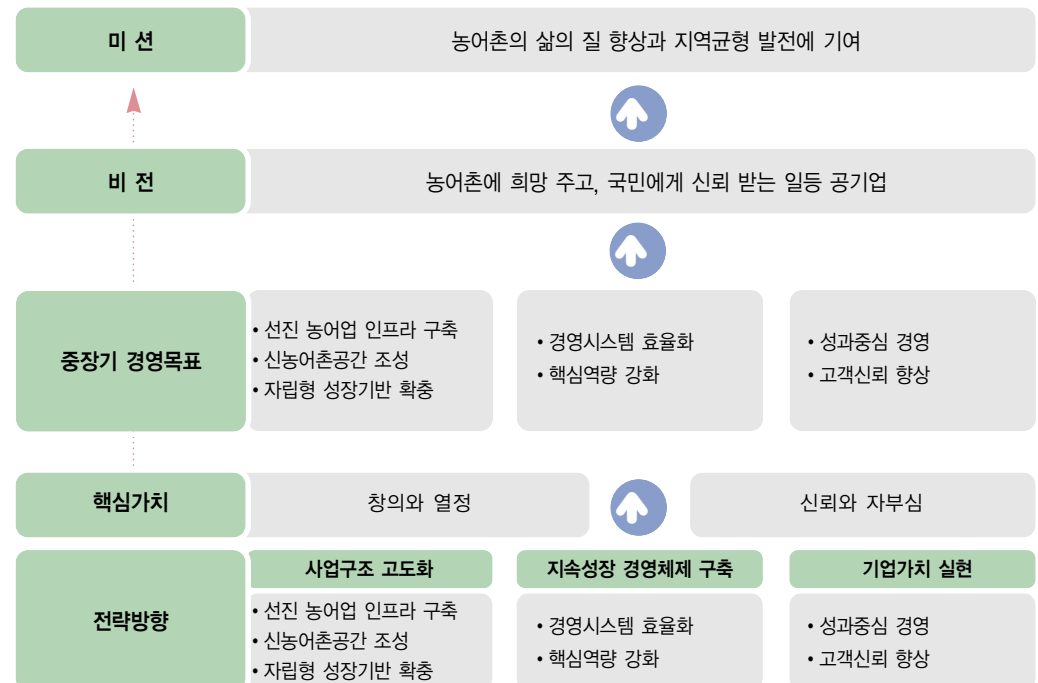 미 션
농어촌의 삶의 질 향상과 지역균형 발전에 기여
비 전
농어촌에 희망 주고, 국민에게 신뢰 받는 일등 공기업
중장기 경영목표
• 선진 농어업 인프라 구축
• 신농어촌공간 조성
• 자립형 성장기반 확충
• 경영시스템 효율화
• 핵심역량 강화
• 성과중심 경영
• 고객신뢰 향상
핵심가치
창의와 열정
신뢰와 자부심
전략방향
사업구조 고도화
• 선진 농어업 인프라 구축
• 신농어촌공간 조성
• 자립형 성장기반 확충
지속성장 경영체제 구축
• 경영시스템 효율화
• 핵심역량 강화
기업가치 실현
• 성과중심 경영
• 고객신뢰 향상